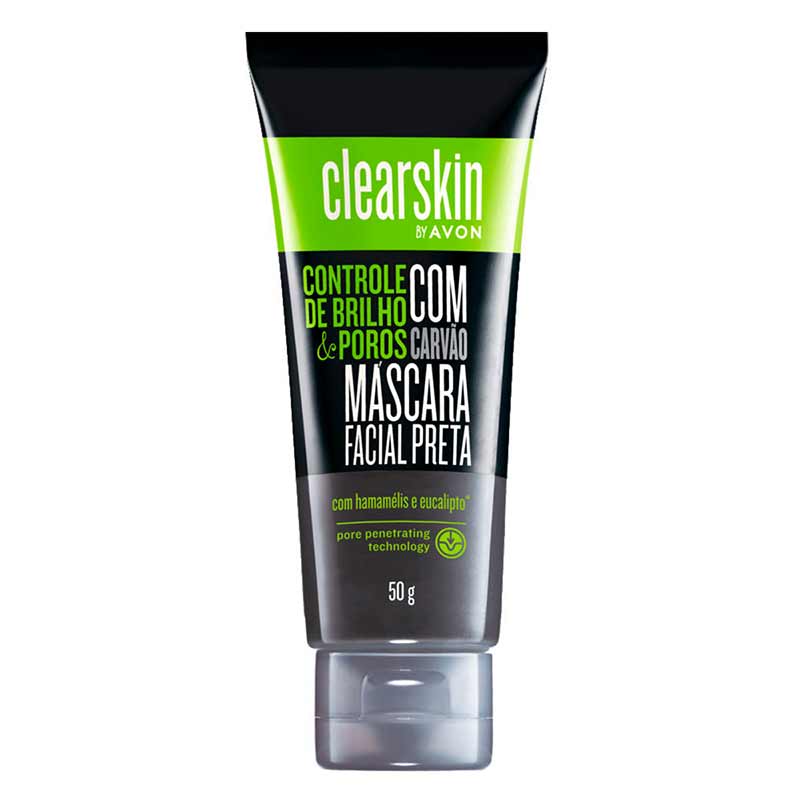 clearskin
BY AVON
CONTROLE
DE BRILHO
& POROS
COM
CARVÃO
MÁSCARA
FACIAL PRETA
com hamamélis e eucalipto**
pore penetrating
technology
50 g